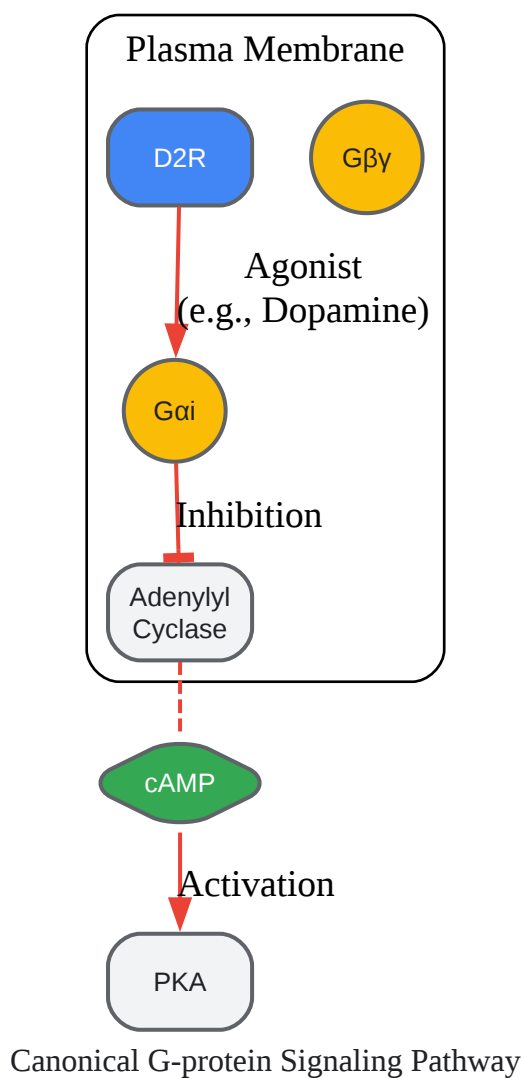 Plasma Membrane
D2R
Gβγ
Agonist
(e.g., Dopamine)
Gαi
Inhibition
Adenylyl
Cyclase
cAMP
Activation
PKA
Canonical G-protein Signaling Pathway